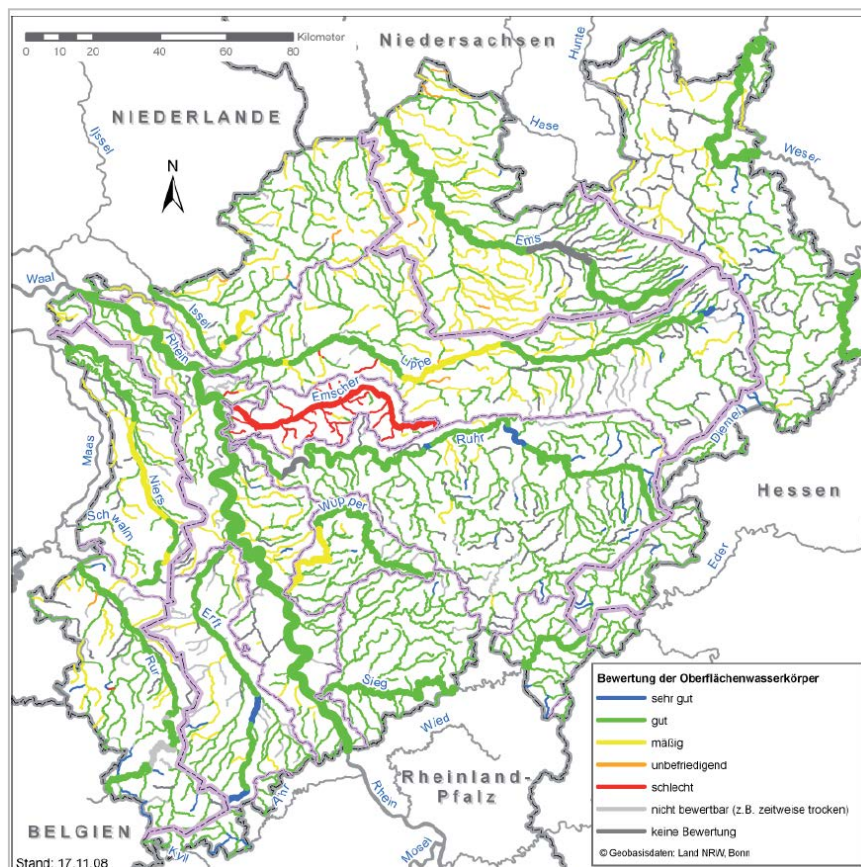 Kilometer
0 10 20 40 60 80
Niedersachsen
Hunte
NIEDERLANDE
Ijssel
Hase
Weser
N
Ems
Waal
Issel
Rhein
Lippe
Emscher
Ruhr
Diemel
Maas
Niers
Hessen
Schwalm
Wupper
Eder
Erft
Rur
Sieg
Wied
Ahr
Rhein
Rheinland-
Pfalz
BELGIEN
Kyll
Mosel
Stand: 17.11.08
Bewertung der Oberflächenwasserkörper
sehr gut
gut
mäßig
unbefriedigend
schlecht
nicht bewertbar (z.B. zeitweise trocken)
keine Bewertung
© Geobasisdaten: Land NRW, Bonn